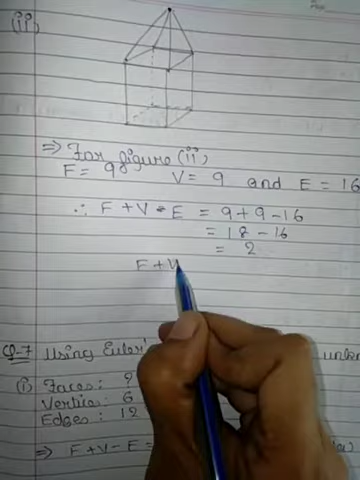 (ii)
⇒ For figure (ii)
F = 9 V = 9 and E = 16
∴ F + V - E = 9 + 9 - 16
= 18 - 16
= 2
F + V
Q-7 Using Euler's
(i) Faces: ?
Vertices: 6
Edges: 12
⇒ F + V - E =